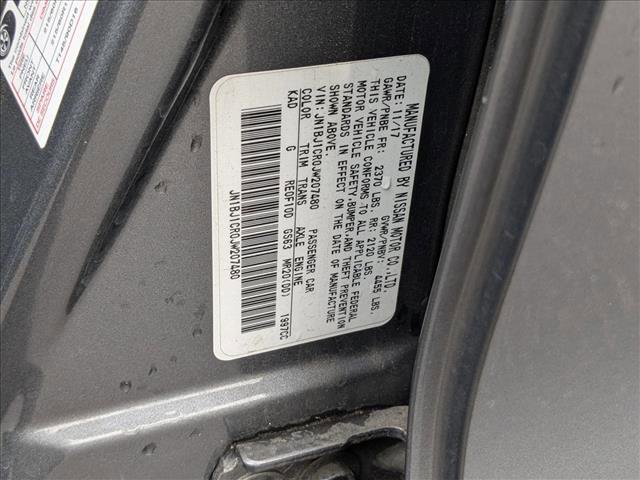 MANUFACTURED BY NISSAN MOTOR CO., LTD.
DATE: 11/17 GVWR/PNBV: 4455 LBS.
GAWR/PNBE FR: 2370 LBS. RR: 2120 LBS.
THIS VEHICLE CONFORMS TO ALL APPLICABLE FEDERAL
MOTOR VEHICLE SAFETY, BUMPER, AND THEFT PREVENTION
STANDARDS IN EFFECT ON THE DATE OF MANUFACTURE
SHOWN ABOVE.
VIN: JN1BJ1CR0JW207480 PASSENGER CAR
COLOR TRIM TRANS AXLE ENGINE
KAD G RE0F10D GS63 MR20(DD) 1997CC
JN1BJ1CR0JW207480